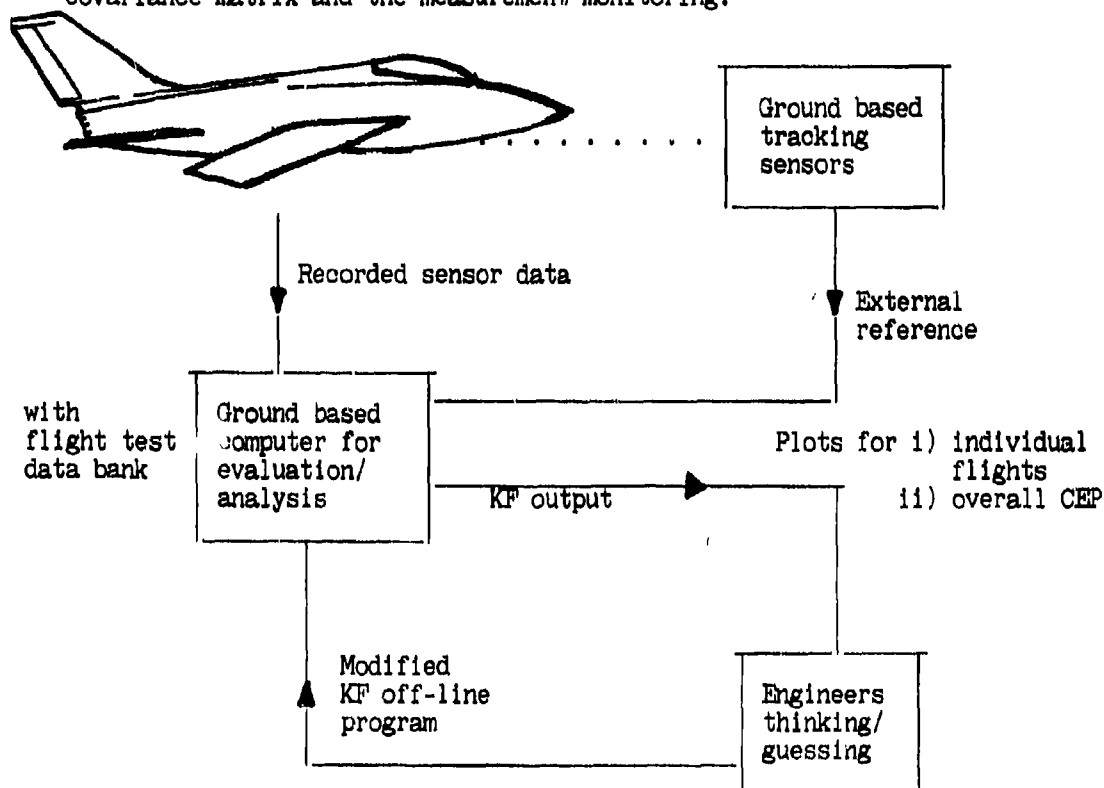 covariance matrix and the measurement monitoring.
Ground based
tracking
sensors
Recorded sensor data
External
reference
with
flight test
data bank
Ground based
computer for
evaluation/
analysis
Plots for i) individual
flights
ii) overall CEP
KF output
Modified
KF off-line
program
Engineers
thinking/
guessing